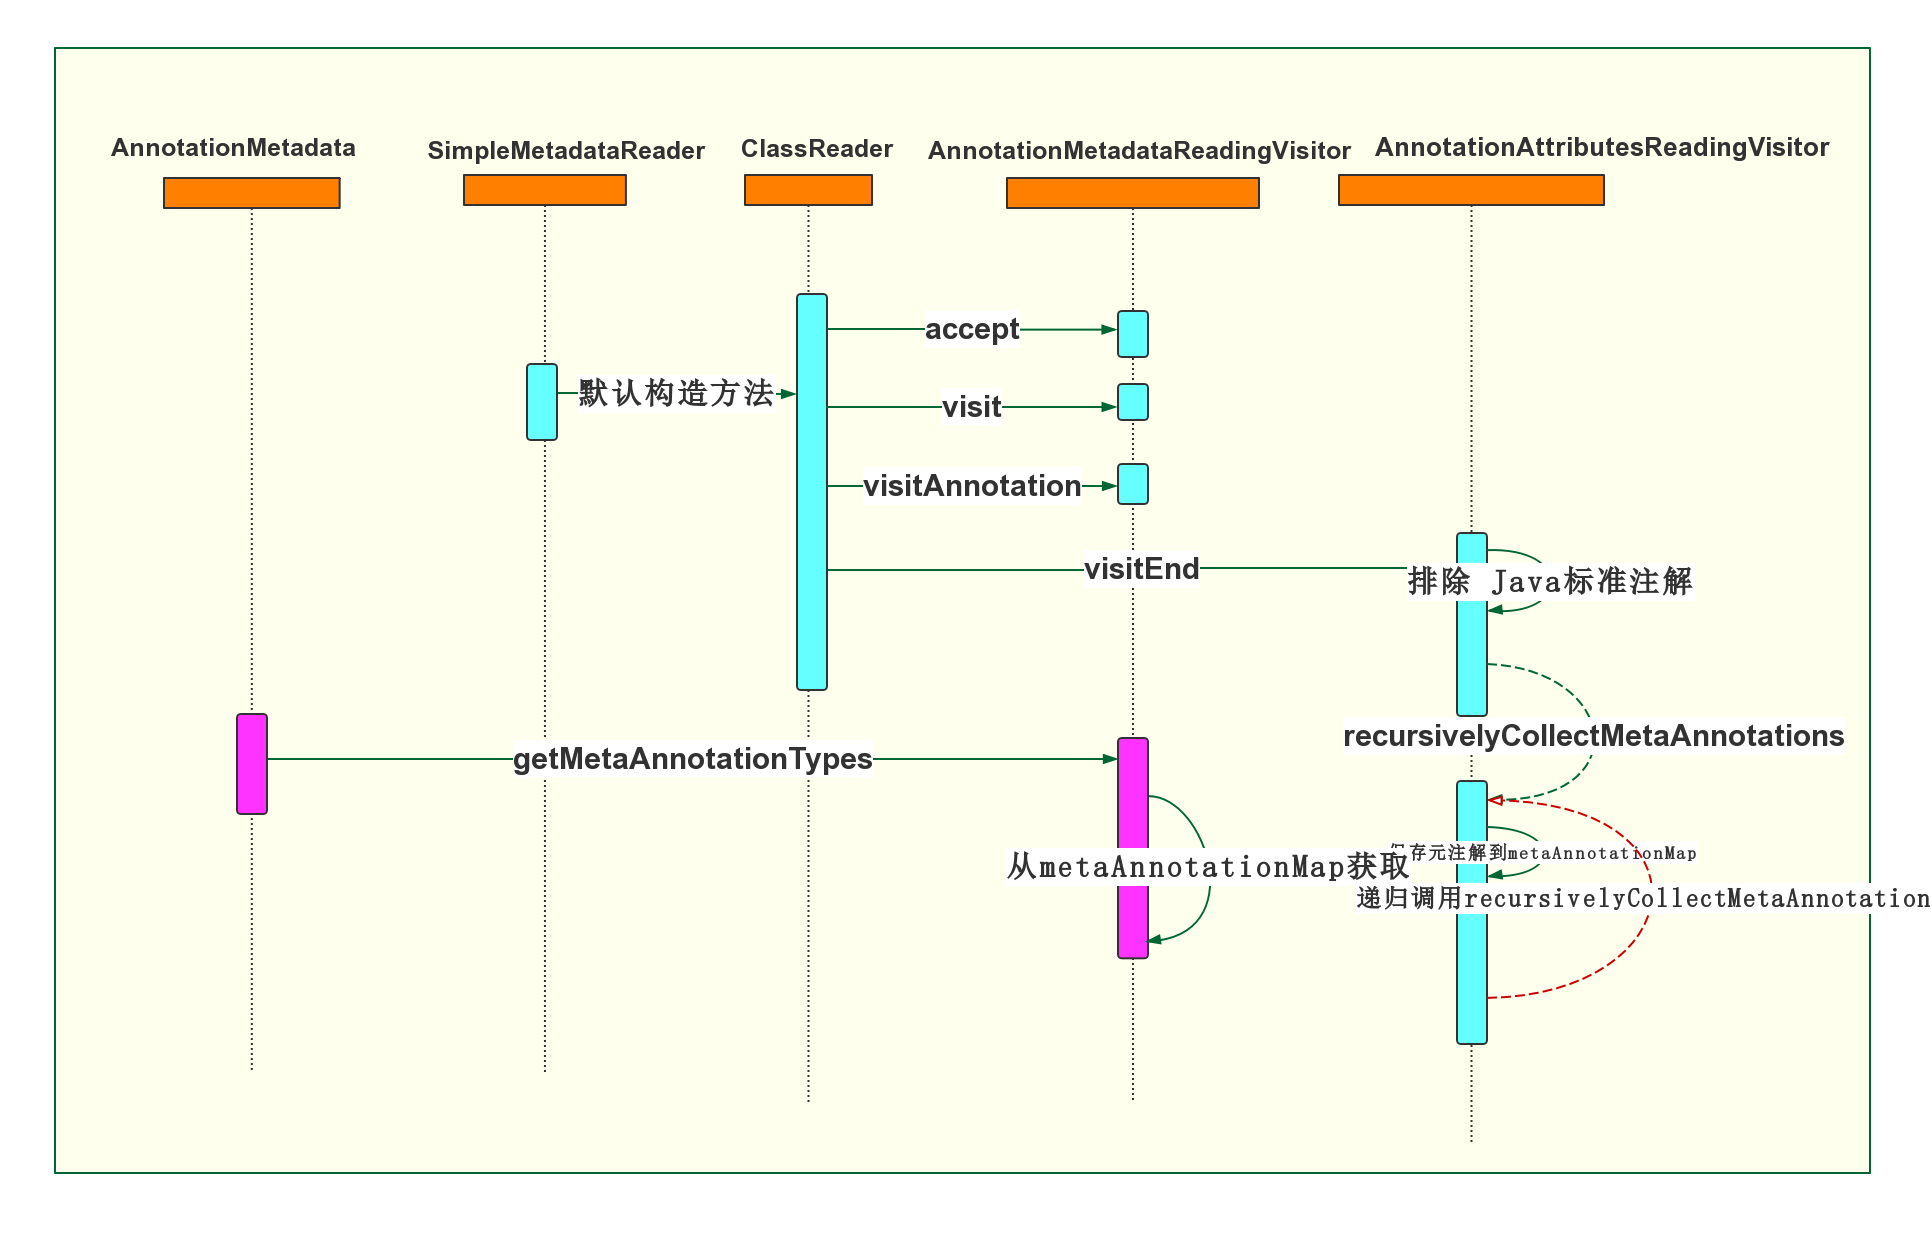 AnnotationMetadata
SimpleMetadataReader
ClassReader
AnnotationMetadataReadingVisitor
AnnotationAttributesReadingVisitor
accept
默认构造方法
visit
visitAnnotation
visitEnd
排除 Java标准注解
recursivelyCollectMetaAnnotations
getMetaAnnotationTypes
存元注解到metaAnnotationMap
从metaAnnotationMap获取
递归调用recursivelyCollectMetaAnnotation